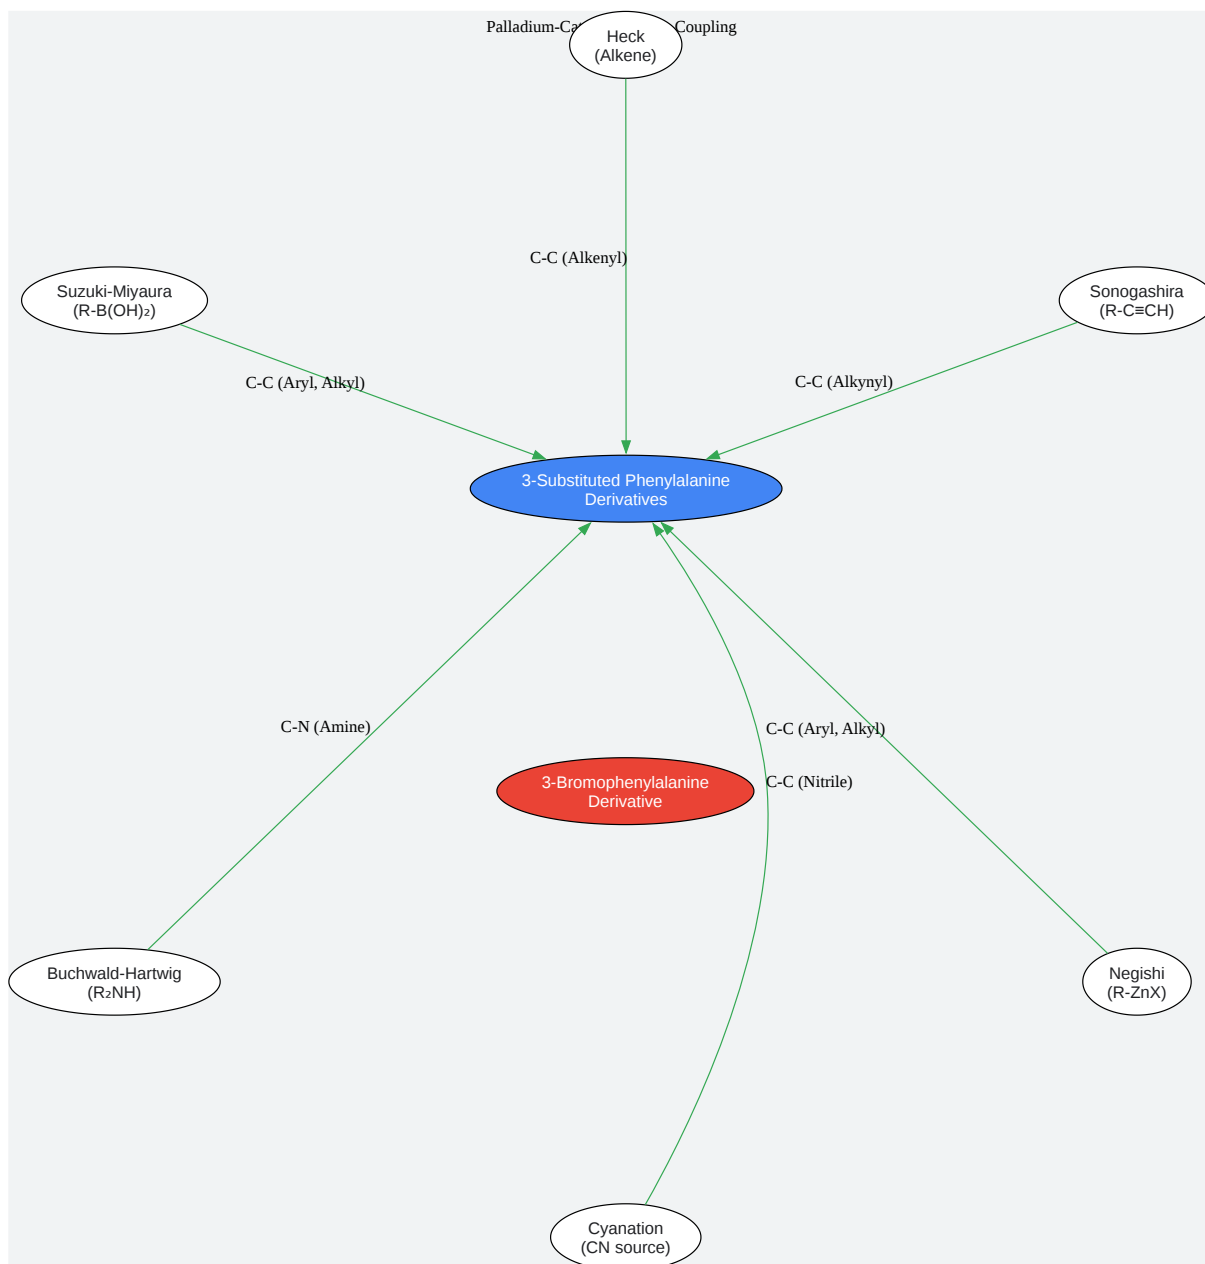 Palladium-Ca Coupling
Heck
(Alkene)
C-C (Alkenyl)
Suzuki-Miyaura
(R-B(OH)₂)
Sonogashira
(R-C≡CH)
C-C (Aryl, Alkyl)
C-C (Alkynyl)
3-Substituted Phenylalanine
Derivatives
C-N (Amine)
C-C (Aryl, Alkyl)
3-Bromophenylalanine
Derivative
C-C (Nitrile)
Buchwald-Hartwig
(R₂NH)
Negishi
(R-ZnX)
Cyanation
(CN source)